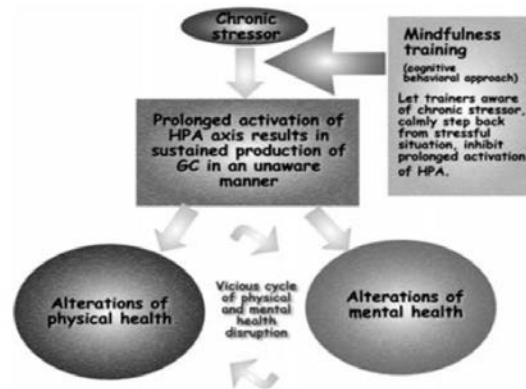 Chronic
stressor
Mindfulness
training
(cognitive
behavioral approach)
Let trainers aware
of chronic stressor,
calmly step back
from stressful
situation, inhibit
prolonged activation
of HPA.
Prolonged activation of
HPA axis results in
sustained production of
GC in an unaware
manner
Alterations of
physical health
Vicious cycle
of physical
and mental
health
disruption
Alterations of
mental health